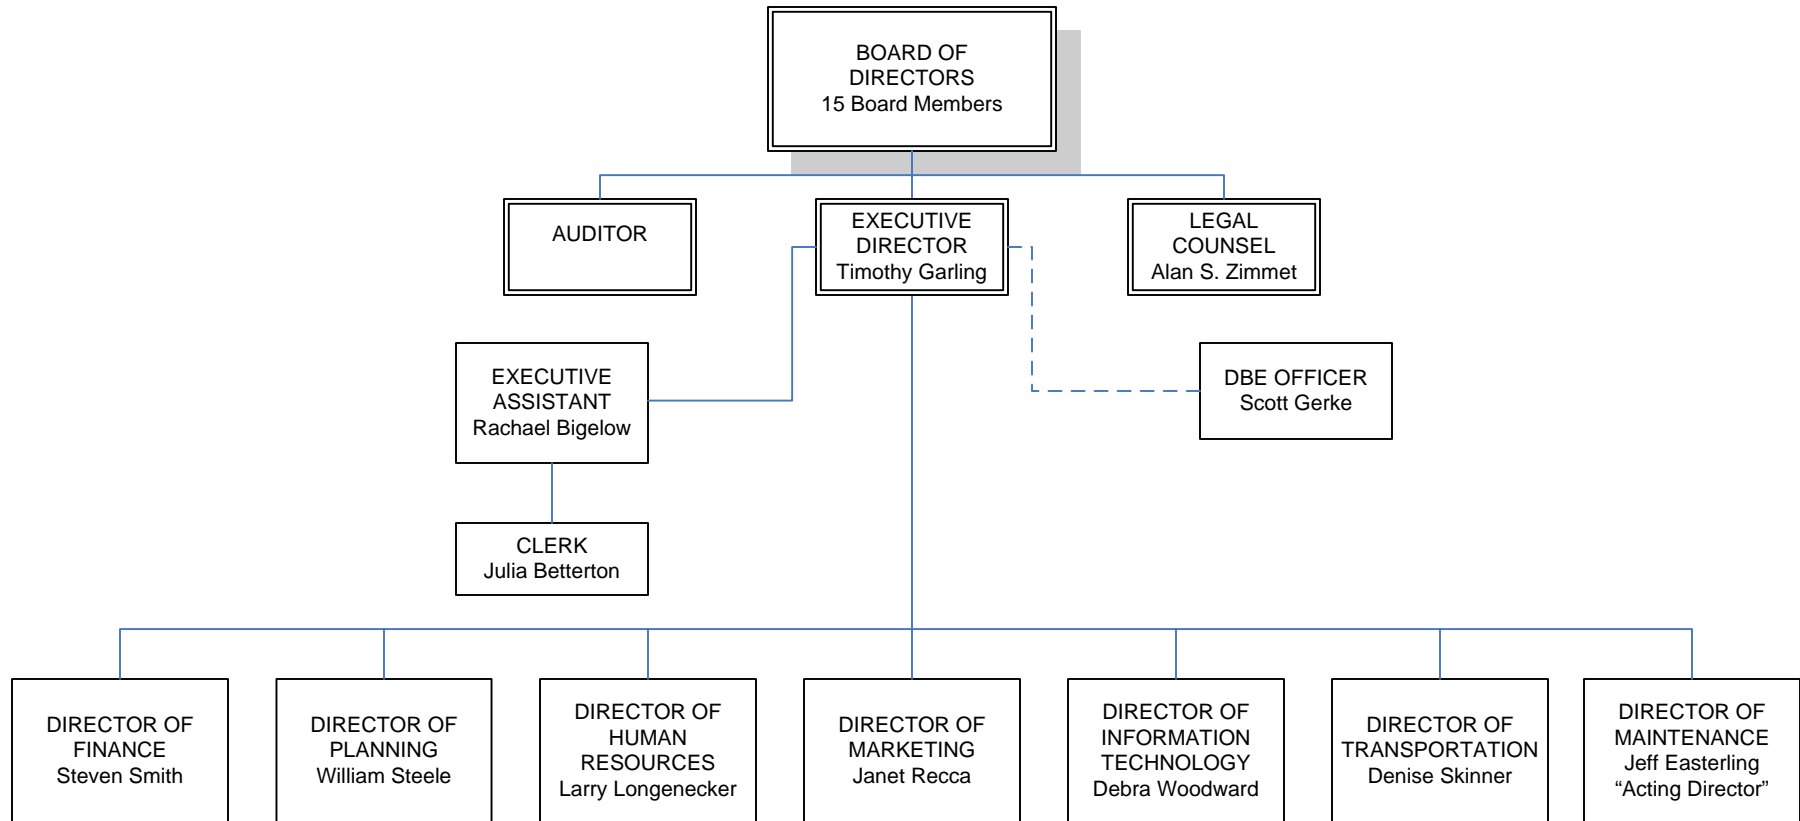 BOARD OF
DIRECTORS
15 Board Members
AUDITOR
EXECUTIVE
DIRECTOR
Timothy Garling
LEGAL
COUNSEL
Alan S. Zimmet
EXECUTIVE
ASSISTANT
Rachael Bigelow
DBE OFFICER
Scott Gerke
CLERK
Julia Betterton
DIRECTOR OF
FINANCE
Steven Smith
DIRECTOR OF
PLANNING
William Steele
DIRECTOR OF
HUMAN
RESOURCES
Larry Longenecker
DIRECTOR OF
MARKETING
Janet Recca
DIRECTOR OF
INFORMATION
TECHNOLOGY
Debra Woodward
DIRECTOR OF
TRANSPORTATION
Denise Skinner
DIRECTOR OF
MAINTENANCE
Jeff Easterling
“Acting Director”